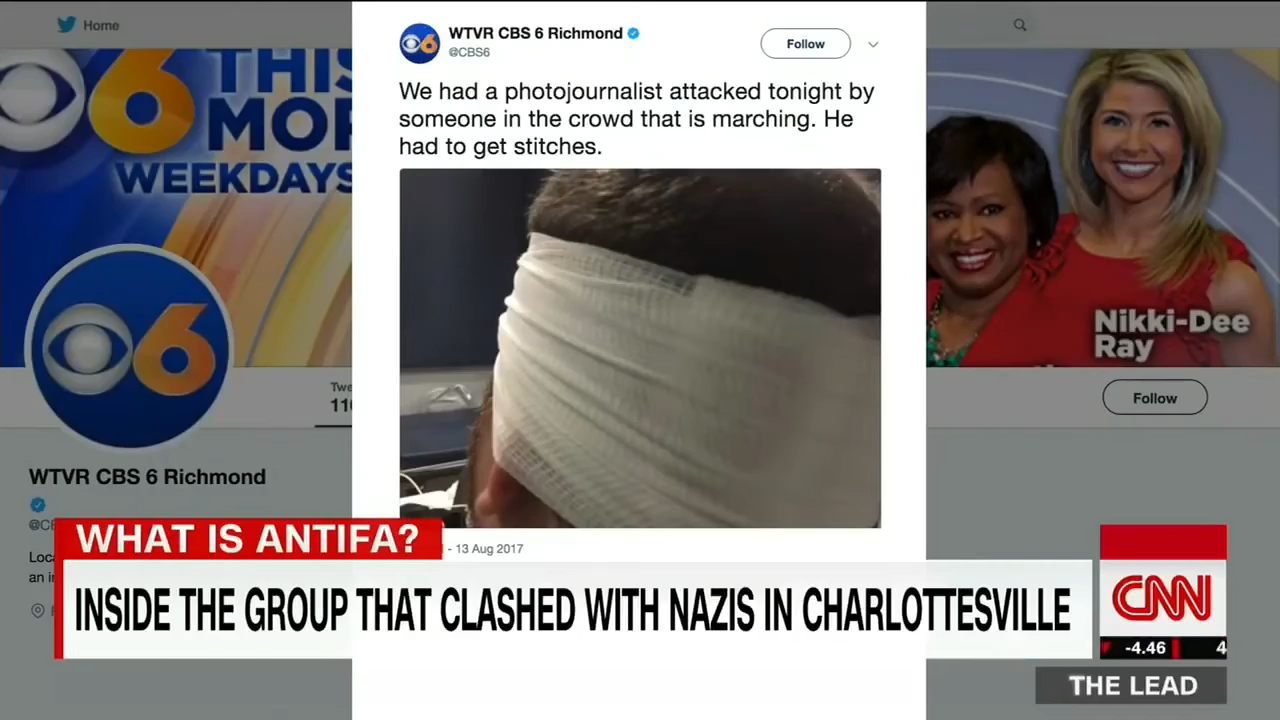 Home
WTVR CBS 6 Richmond
@CBS6
Follow
We had a photojournalist attacked tonight by
someone in the crowd that is marching. He
had to get stitches.
6
THIS
MOR
WEEKDAYS
6
Nikki-Dee
Ray
Follow
WTVR CBS 6 Richmond
- 13 Aug 2017
WHAT IS ANTIFA?
INSIDE THE GROUP THAT CLASHED WITH NAZIS IN CHARLOTTESVILLE
CNN
-4.46
4
THE LEAD